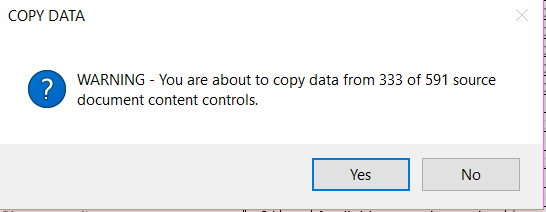 COPY DATA
WARNING - You are about to copy data from 333 of 591 source
document content controls.
Yes
No